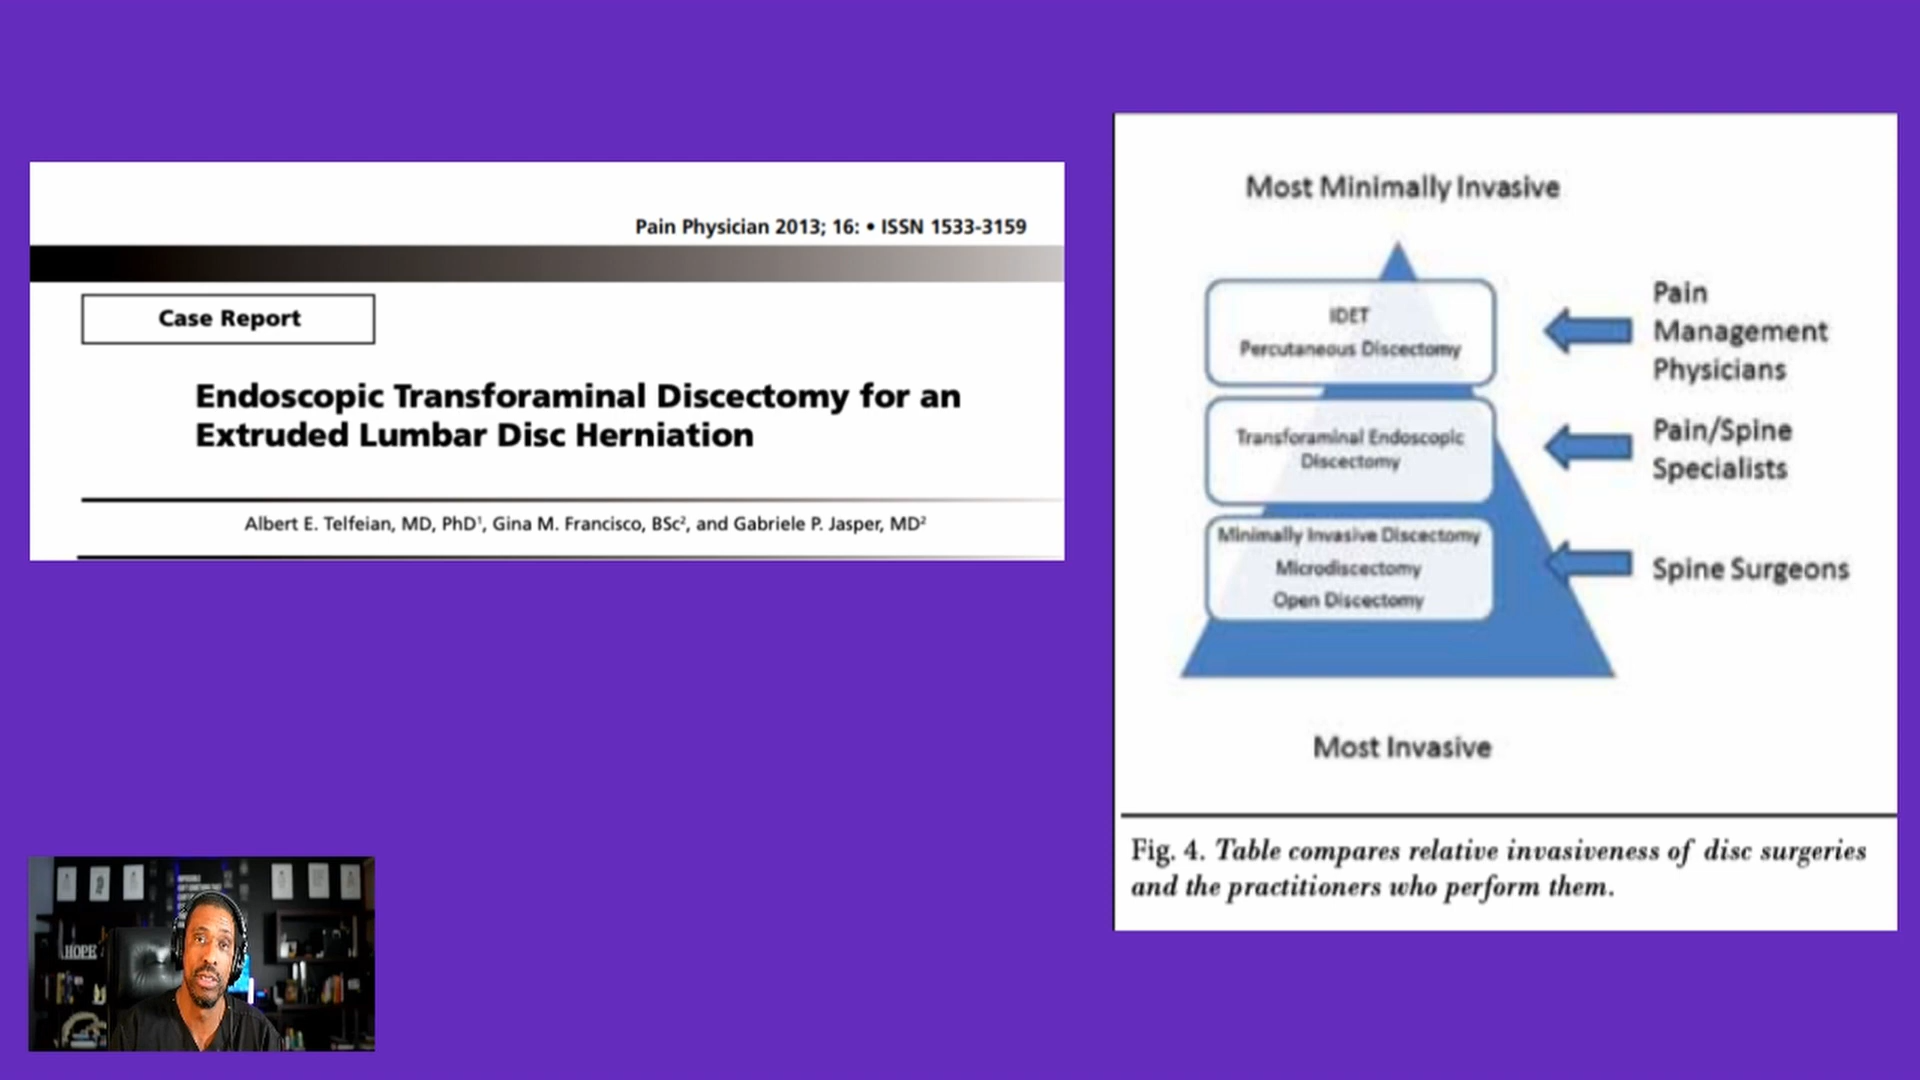 Pain Physician 2013; 16: • ISSN 1533-3159
Case Report
Endoscopic Transforaminal Discectomy for an
Extruded Lumbar Disc Herniation
Albert E. Telfeian, MD, PhD¹, Gina M. Francisco, BSc², and Gabriele P. Jasper, MD²
Most Minimally Invasive
IDET
Percutaneous Discectomy
Pain
Management
Physicians
Transforaminal Endoscopic
Discectomy
Pain/Spine
Specialists
Minimally Invasive Discectomy
Microdiscectomy
Open Discectomy
Spine Surgeons
Most Invasive
Fig. 4. Table compares relative invasiveness of disc surgeries
and the practitioners who perform them.
HOPE